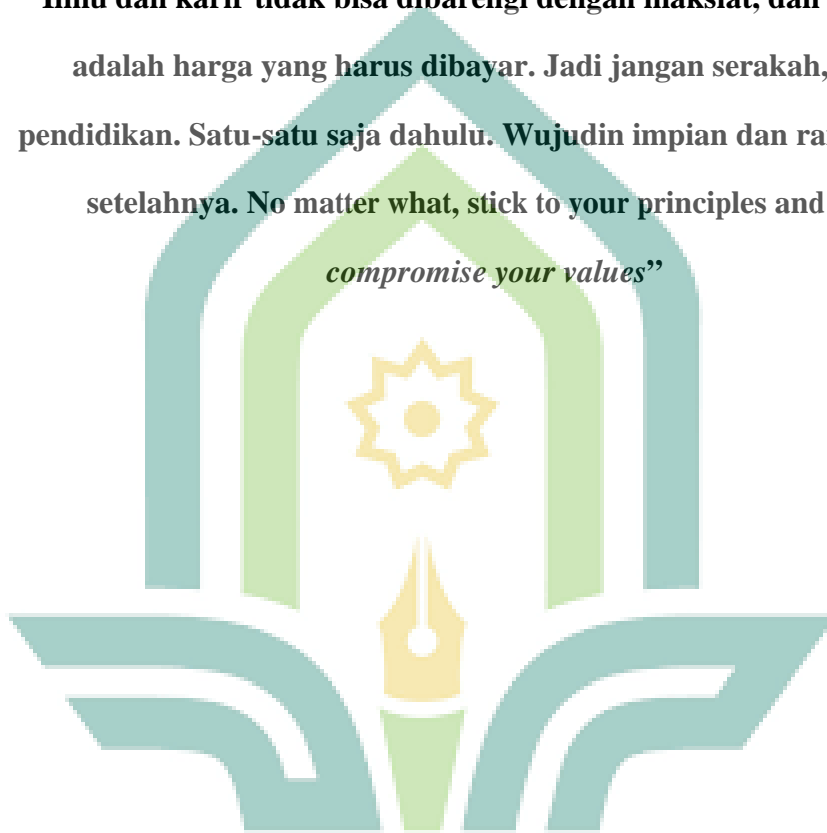 Ilmu dan karir tidak bisa dibarengi dengan maksiat, dan
adalah harga yang harus dibayar. Jadi jangan serakah,
pendidikan. Satu-satu saja dahulu. Wujudin impian dan
setelahnya. No matter what, stick to your principles and
compromise your values”